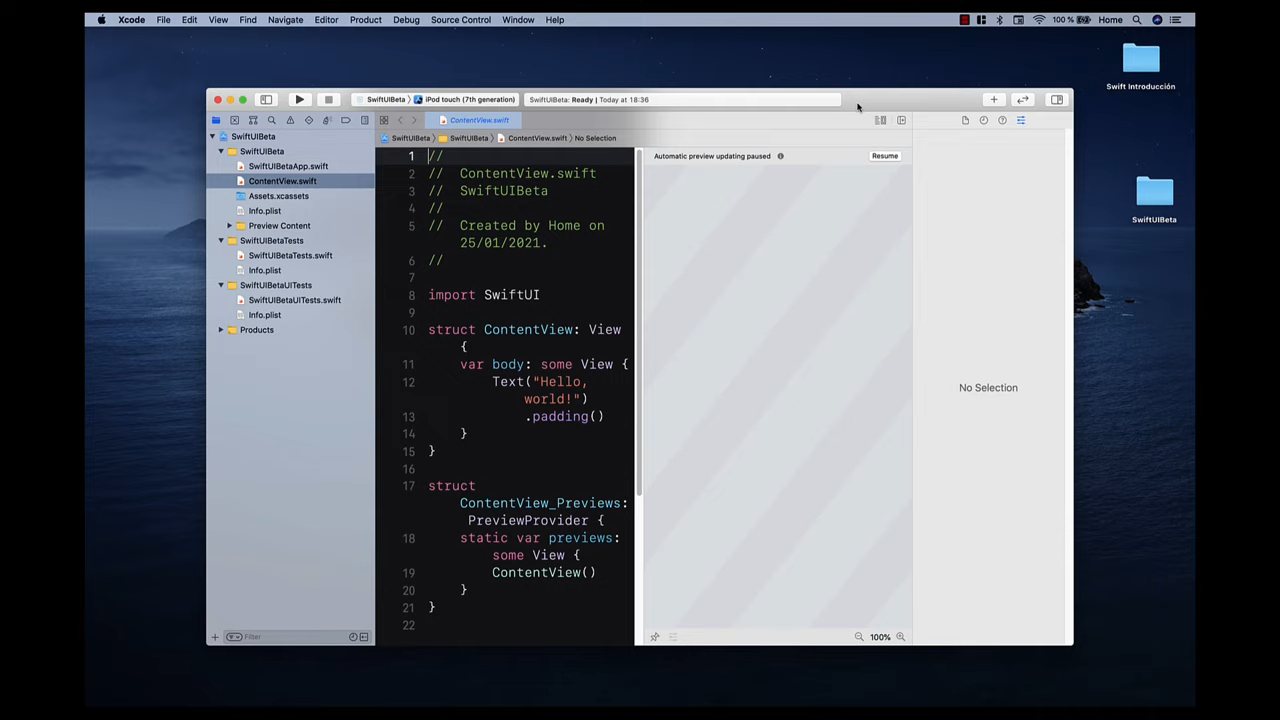 Xcode File Edit View Find Navigate Editor Product Debug Source Control Window Help 100 % Home
Swift Introducción
SwiftUIBeta
SwiftUIBeta iPod touch (7th generation) SwiftUIBeta: Ready | Today at 18:36
ContentView.swift
SwiftUIBeta SwiftUIBeta ContentView.swift No Selection
SwiftUIBeta
SwiftUIBeta
SwiftUIBetaApp.swift
ContentView.swift
Assets.xcassets
Info.plist
Preview Content
SwiftUIBetaTests
SwiftUIBetaTests.swift
Info.plist
SwiftUIBetaUITests
SwiftUIBetaUITests.swift
Info.plist
Products
Filter
1 //
2 // ContentView.swift
3 // SwiftUIBeta
4 //
5 // Created by Home on
25/01/2021.
6 //
7
8 import SwiftUI
9
10 struct ContentView: View
{
11 var body: some View {
12 Text("Hello,
world!")
13 .padding()
14 }
15 }
16
17 struct
ContentView_Previews:
PreviewProvider {
18 static var previews:
some View {
19 ContentView()
20 }
21 }
22
Automatic preview updating paused Resume
100%
No Selection